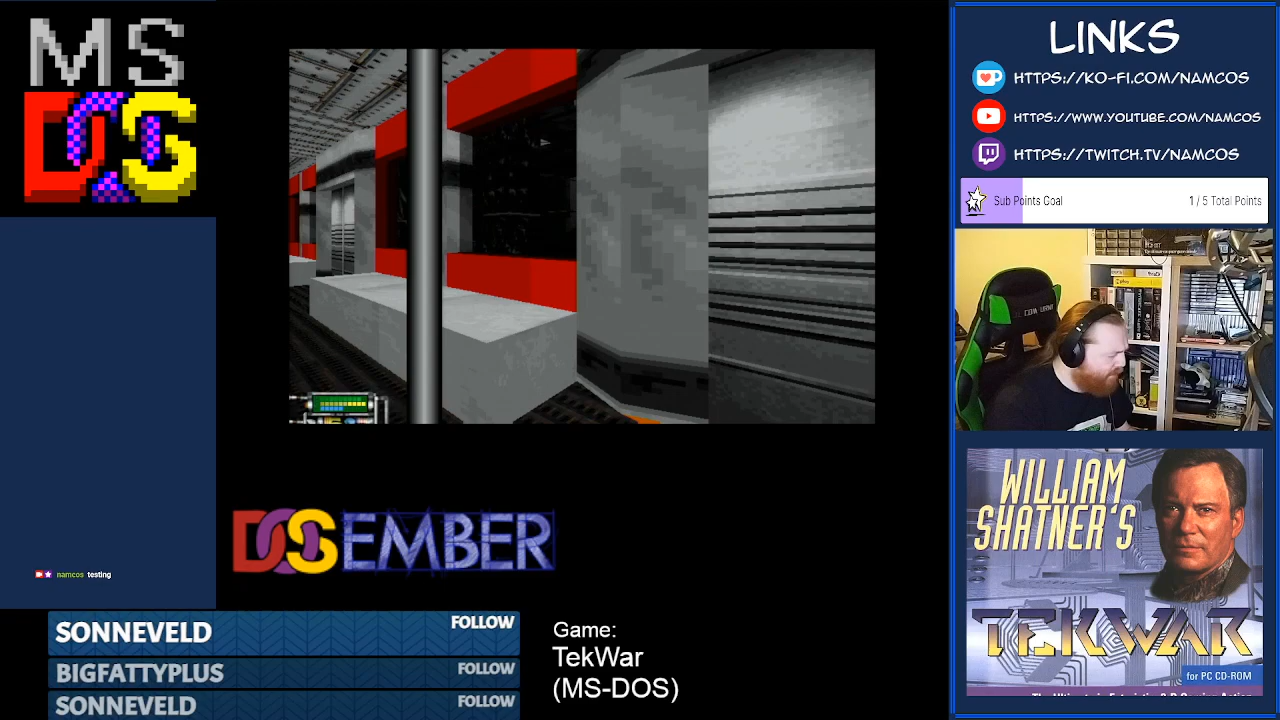 MS
DOS
LINKS
HTTPS://KO-FI.COM/NAMCOS
HTTPS://WWW.YOUTUBE.COM/NAMCOS
HTTPS://TWITCH.TV/NAMCOS
Sub Points Goal 1 / 5 Total Points
WILLIAM
SHATNER'S
TEKWAR
for PC CD-ROM
DOSEMBER
namcos testing
SONNEVELD FOLLOW
BIGFATTYPLUS FOLLOW
SONNEVELD FOLLOW
Game:
TekWar
(MS-DOS)